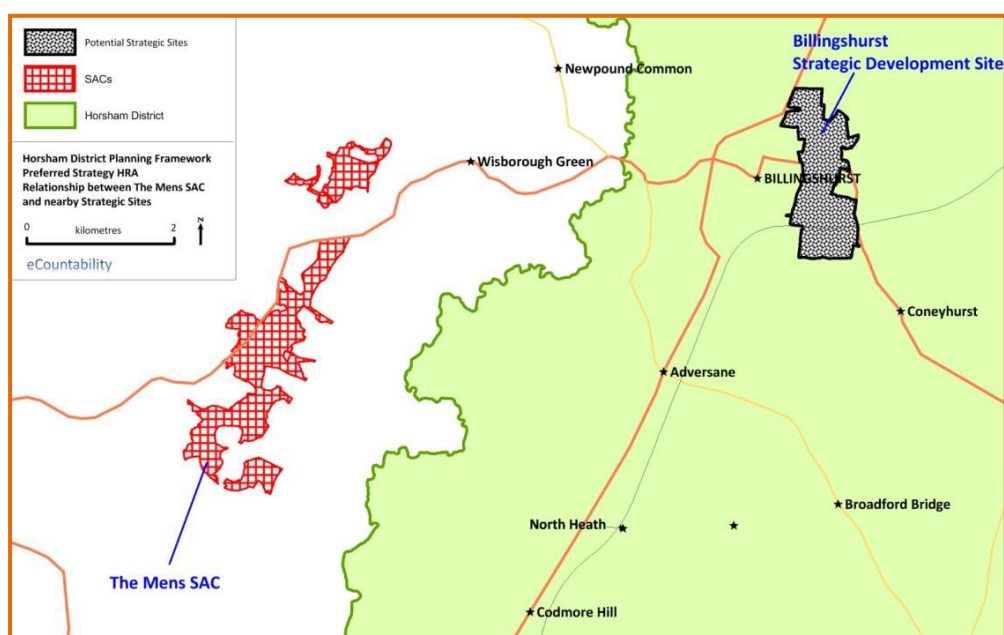 Potential Strategic Sites
SACs
Horsham District
Horsham District Planning Framework
Preferred Strategy HRA
Relationship between The Mens SAC
and nearby Strategic Sites
0 kilometres 2
N
eCountability
Billingshurst
Strategic Development Site
Newpound Common
Wisborough Green
BILLINGSHURST
Coneyhurst
Adversane
Broadford Bridge
North Heath
The Mens SAC
Codmore Hill